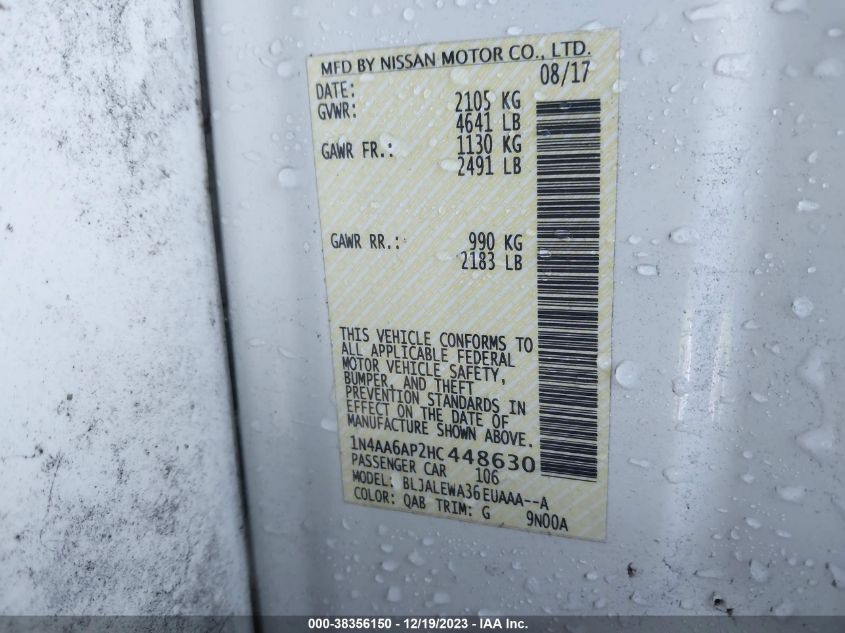 MFD BY NISSAN MOTOR CO., LTD.
DATE: 08/17
GVWR: 2105 KG
4641 LB
GAWR FR.: 1130 KG
2491 LB
GAWR RR.: 990 KG
2183 LB
THIS VEHICLE CONFORMS TO
ALL APPLICABLE FEDERAL
MOTOR VEHICLE SAFETY,
BUMPER, AND THEFT
PREVENTION STANDARDS IN
EFFECT ON THE DATE OF
MANUFACTURE SHOWN ABOVE.
1N4AA6AP2HC448630
PASSENGER CAR 106
MODEL: BLJALEWA36EUAAA--A
COLOR: QAB TRIM: G 9N00A
000-38356150 - 12/19/2023 - IAA Inc.